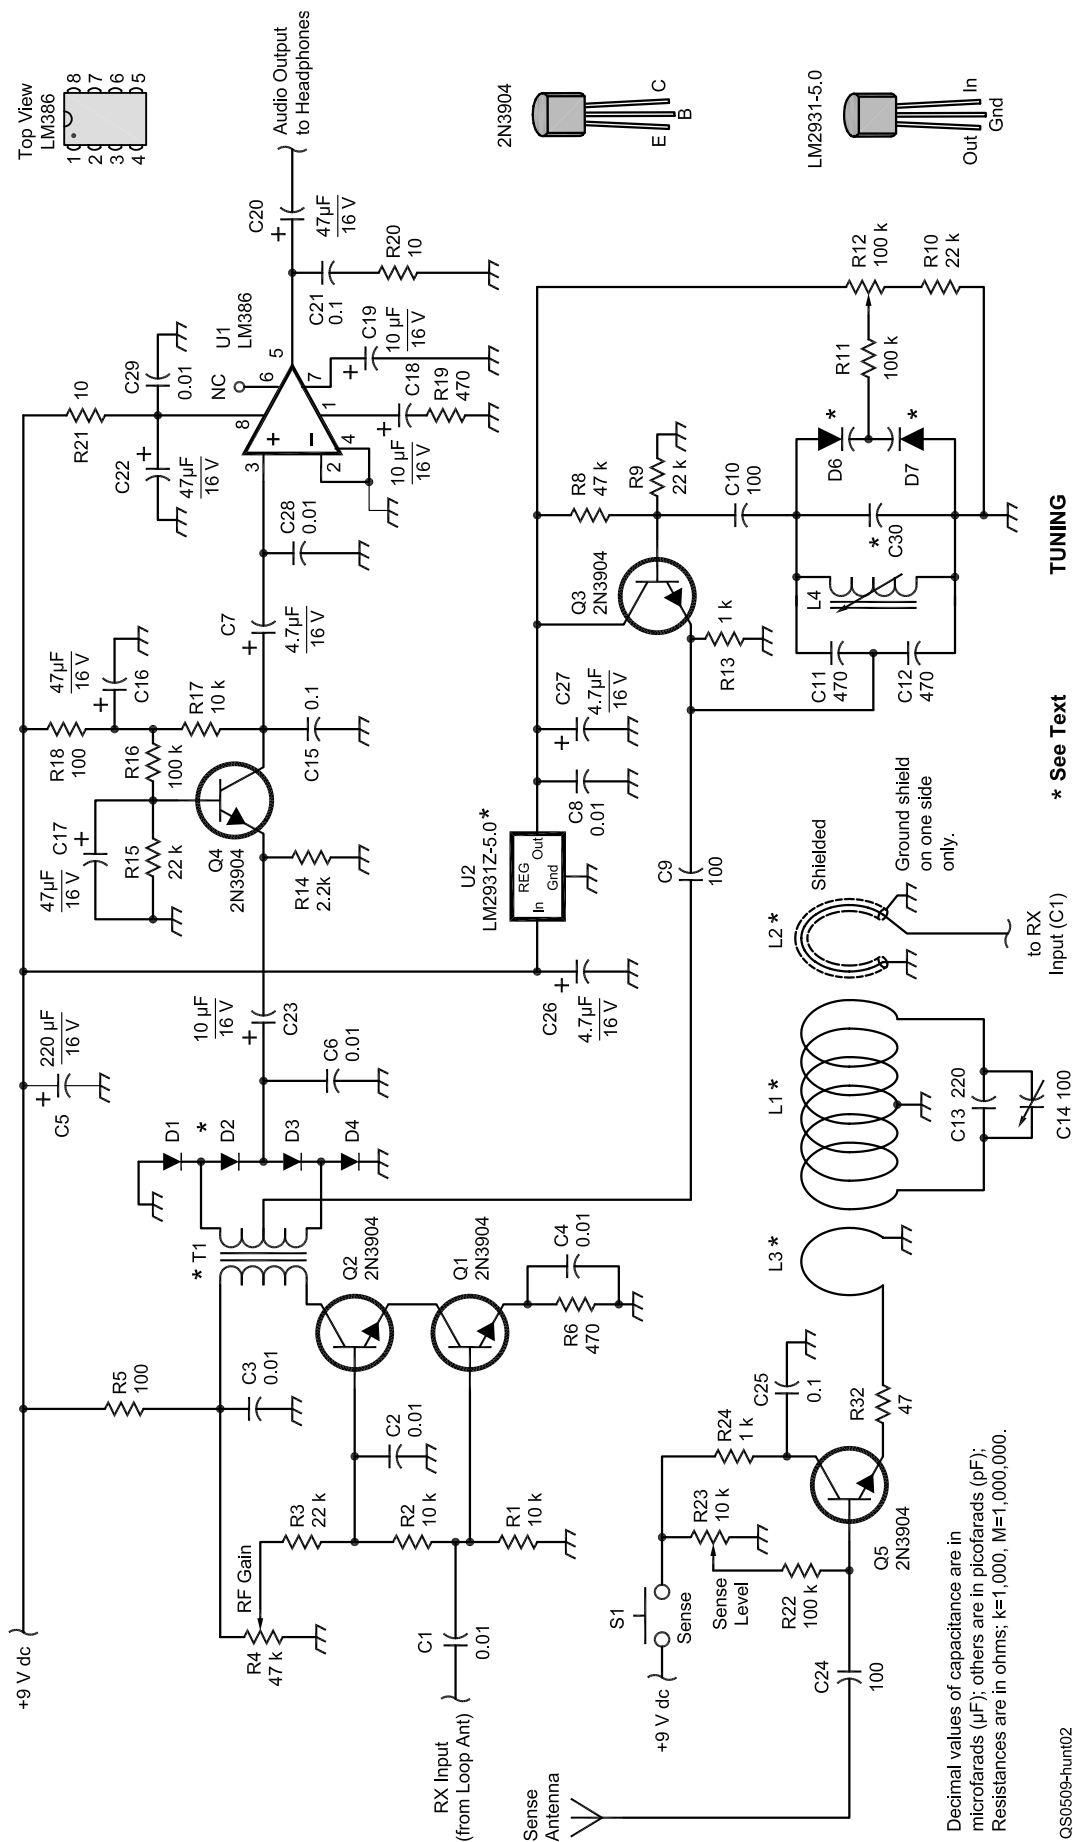 Top View
LM386
1
2
3
4
8
7
6
5
Audio Output
to Headphones
2N3904
E
B
C
LM2931-5.0
Out
Gnd
In
+9 V dc
R4
47 k
RF Gain
R3
22 k
R2
10 k
R1
10 k
C1
0.01
RX Input
(from Loop Ant)
R5
100
C3
0.01
C2
0.01
* T1
Q2
2N3904
Q1
2N3904
R6
470
C4
0.01
D1
*
D2
D3
D4
C5
+
220 µF
16 V
C6
0.01
10 µF
16 V
+
C23
R14
2.2k
Q4
2N3904
47µF
16 V
C17
+
R15
22 k
R16
100 k
R18
100
47µF
16 V
+
C16
R17
10 k
C15
0.1
C7
+
4.7µF
16 V
C28
0.01
R21
10
C22
+
47µF
16 V
C29
0.01
NC
U1
LM386
3
2
4
8
6
5
7
1
+
–
+
10 µF
16 V
C18
R19
470
+
C19
10 µF
16 V
C21
0.1
R20
10
C20
+
47µF
16 V
U2
LM2931Z-5.0*
REG
In
Out
Gnd
C26
+
4.7µF
16 V
C8
0.01
+
C27
4.7µF
16 V
C9
100
Q3
2N3904
R13
1 k
R8
47 k
R9
22 k
C10
100
C11
470
C12
470
L4
*
C30
D6
*
D7
*
R11
100 k
R12
100 k
R10
22 k
TUNING
* See Text
Sense
Antenna
C24
100
+9 V dc
S1
Sense
Sense
Level
R23
10 k
R22
100 k
R24
1 k
C25
0.1
Q5
2N3904
R32
47
L3 *
L1 *
C13 220
C14 100
L2 *
Shielded
Ground shield
on one side
only.
to RX
Input (C1)
Decimal values of capacitance are in
microfarads (µF); others are in picofarads (pF);
Resistances are in ohms; k=1,000, M=1,000,000.
QS0509-hunt02